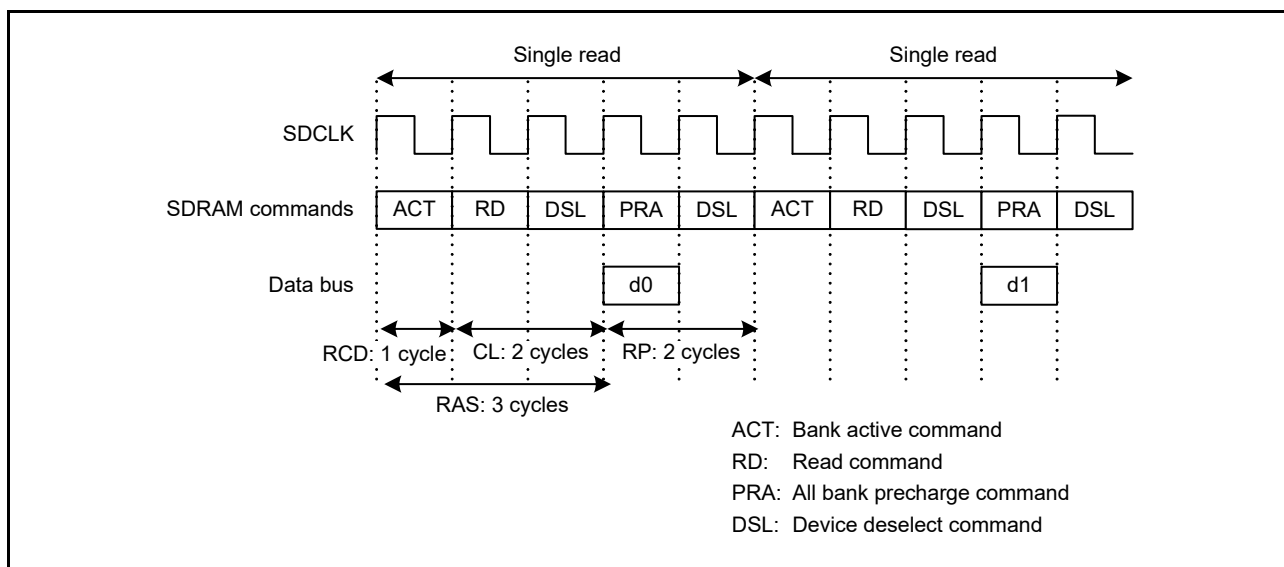 Single read Single read
SDCLK
SDRAM commands ACT RD DSL PRA DSL ACT RD DSL PRA DSL
Data bus d0 d1
RCD: 1 cycle CL: 2 cycles RP: 2 cycles
RAS: 3 cycles
ACT: Bank active command
RD: Read command
PRA: All bank precharge command
DSL: Device deselect command